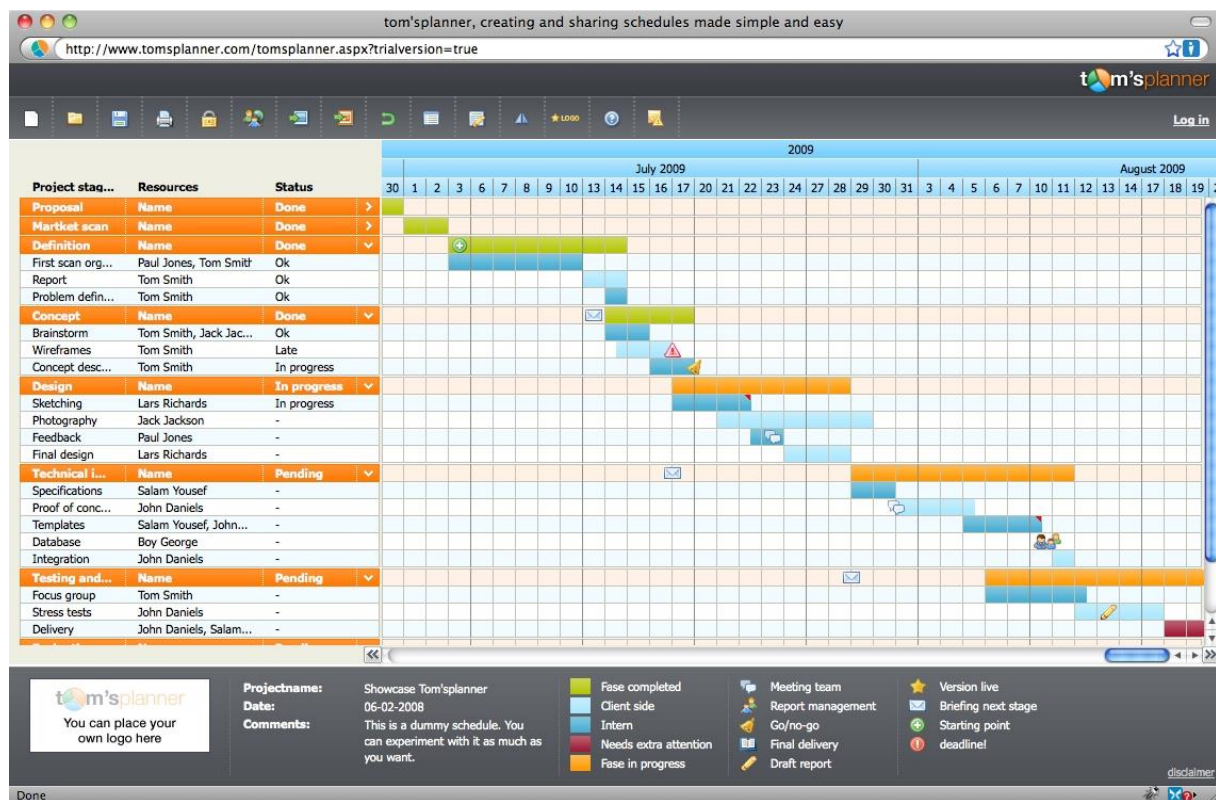 tom'splanner, creating and sharing schedules made simple and easy
http://www.tomsplanner.com/tomsplanner.aspx?trialversion=true
tom'splanner
LOGO
Log in
2009
July 2009 August 2009
Project stag... Resources Status 30 1 2 3 6 7 8 9 10 13 14 15 16 17 20 21 22 23 24 27 28 29 30 31 3 4 5 6 7 10 11 12 13 14 17 18 19
Proposal Name Done
Martket scan Name Done
Definition Name Done
First scan org... Paul Jones, Tom Smith Ok
Report Tom Smith Ok
Problem defin... Tom Smith Ok
Concept Name Done
Brainstorm Tom Smith, Jack Jac... Ok
Wireframes Tom Smith Late
Concept desc... Tom Smith In progress
Design Name In progress
Sketching Lars Richards In progress
Photography Jack Jackson -
Feedback Paul Jones -
Final design Lars Richards -
Technical i... Name Pending
Specifications Salam Yousef -
Proof of conc... John Daniels -
Templates Salam Yousef, John... -
Database Boy George -
Integration John Daniels -
Testing and... Name Pending
Focus group Tom Smith -
Stress tests John Daniels -
Delivery John Daniels, Salam... -
tom'splanner
You can place your
own logo here
Projectname: Showcase Tom'splanner
Date: 06-02-2008
Comments: This is a dummy schedule. You
can experiment with it as much as
you want.
Fase completed
Client side
Intern
Needs extra attention
Fase in progress
Meeting team
Report management
Go/no-go
Final delivery
Draft report
Version live
Briefing next stage
Starting point
deadline!
disclaimer
Done